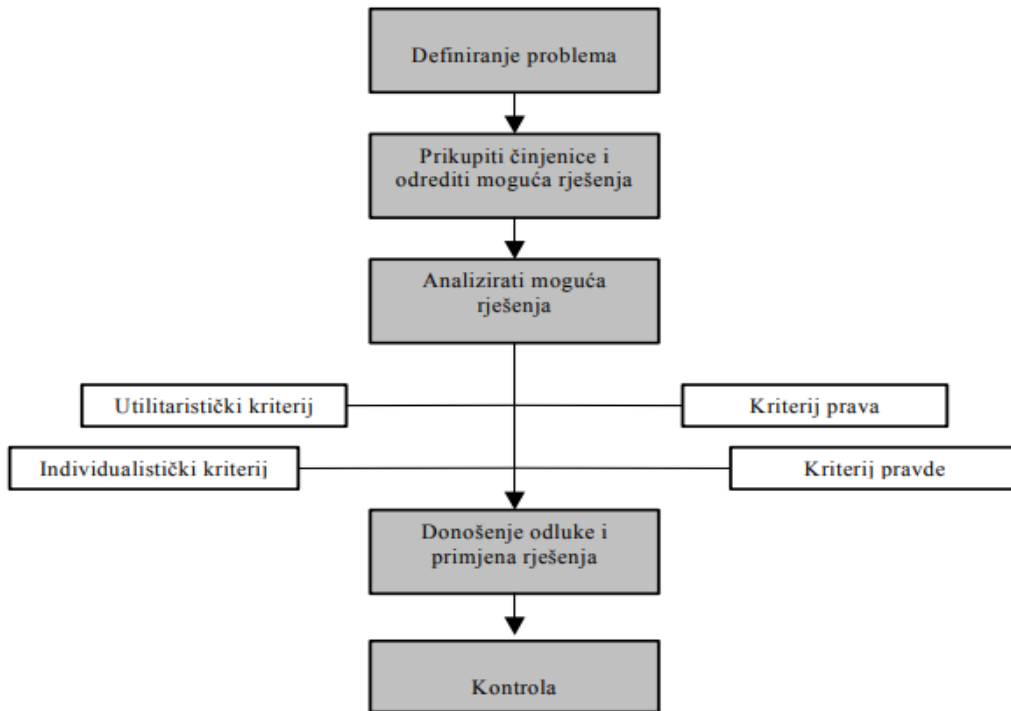 Definiranje problema
Prikupiti činjenice i
odrediti moguća rješenja
Analizirati moguća
rješenja
Utilitaristički kriterij
Kriterij prava
Individualistički kriterij
Kriterij pravde
Donošenje odluke i
primjena rješenja
Kontrola